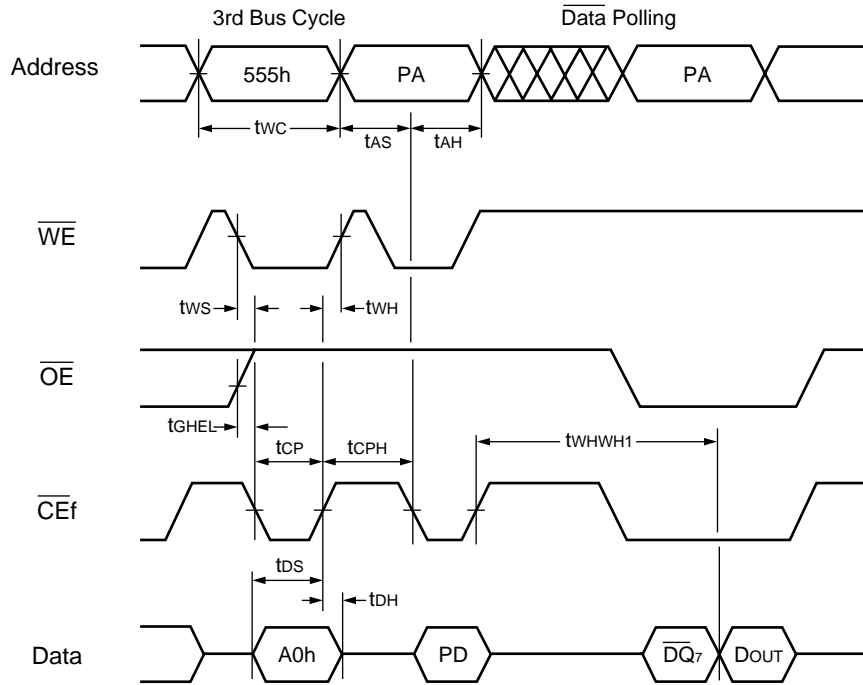 3rd Bus Cycle Data Polling
Address 555h PA PA
tWC tAS tAH
WE
tWS tWH
OE
tGHEL tCP tCPH tWHWH1
CEf
tDS tDH
Data A0h PD DQ7 DOUT